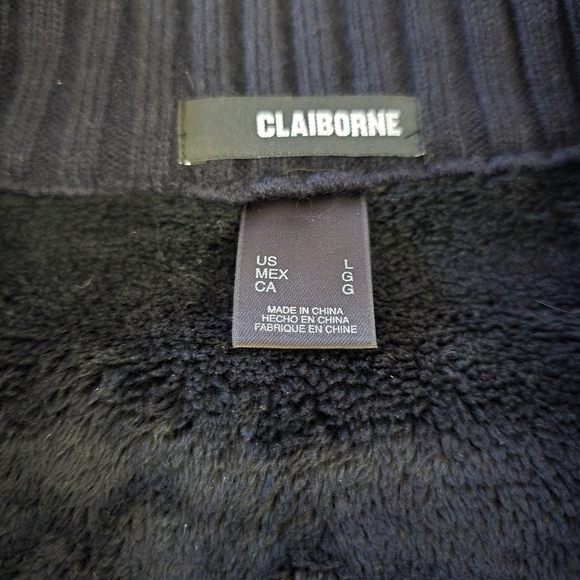 CLAIBORNE
US L
MEX G
CA G
MADE IN CHINA
HECHO EN CHINA
FABRIQUE EN CHINE